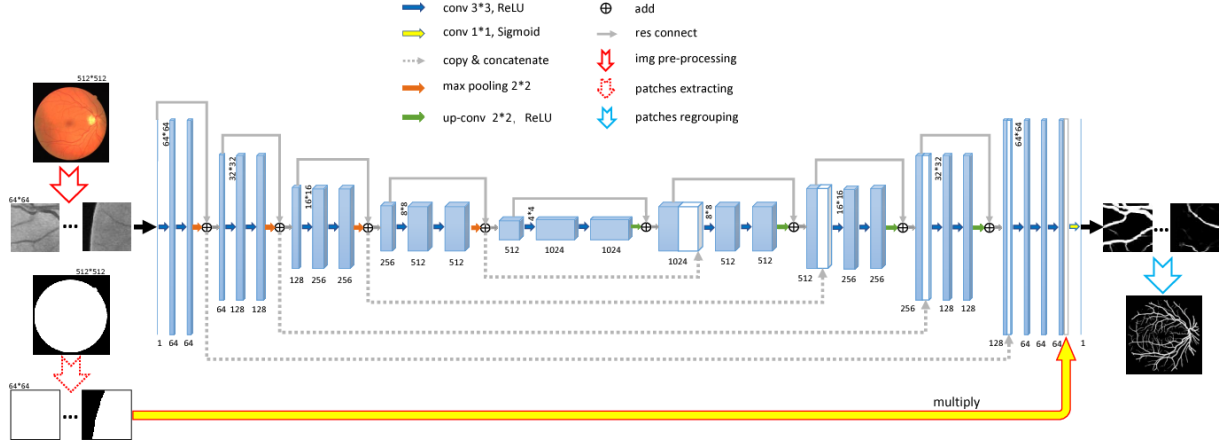 conv 3*3, ReLU
conv 1*1, Sigmoid
copy & concatenate
max pooling 2*2
up-conv 2*2, ReLU
add
res connect
img pre-processing
patches extracting
patches regrouping
512*512
64*64
512*512
64*64
64*64
32*32
16*16
8*8
4*4
8*8
16*16
32*32
64*64
1 64 64
64 128 128
128 256 256
256 512 512
512 1024 1024
1024 512 512
512 256 256
256 128 128
128 64 64 64 1
multiply